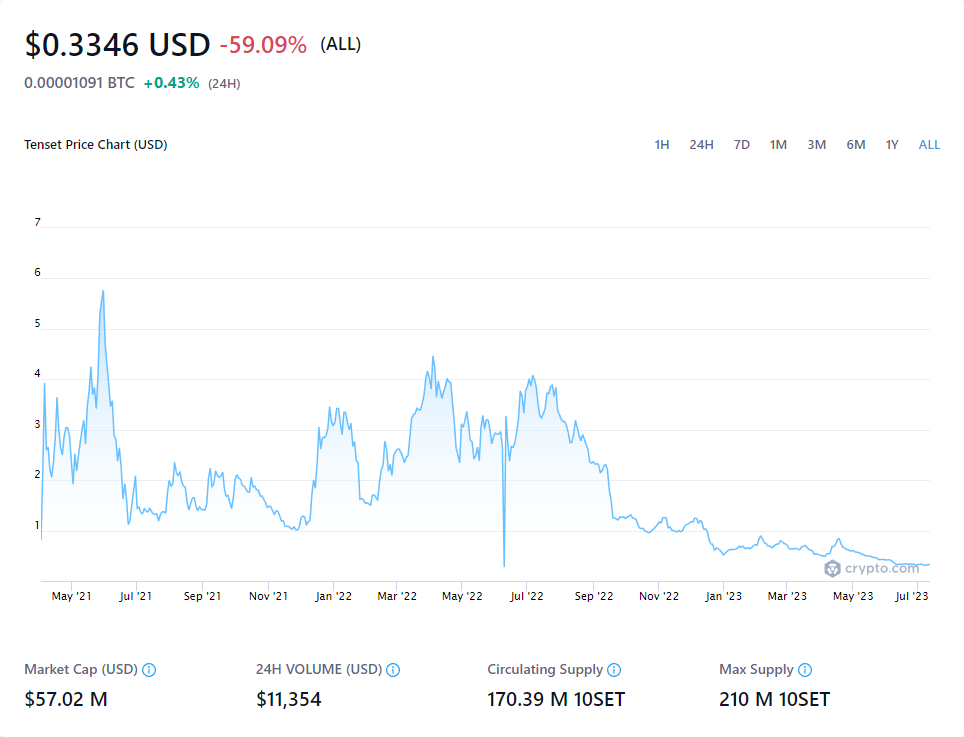 $0.3346 USD -59.09% (ALL)
0.00001091 BTC +0.43% (24H)
Tenset Price Chart (USD) 1H 24H 7D 1M 3M 6M 1Y ALL
7
6
5
4
3
2
1
crypto.com
May '21 Jul '21 Sep '21 Nov '21 Jan '22 Mar '22 May '22 Jul '22 Sep '22 Nov '22 Jan '23 Mar '23 May '23 Jul '23
Market Cap (USD) 24H VOLUME (USD) Circulating Supply Max Supply
$57.02 M $11,354 170.39 M 10SET 210 M 10SET